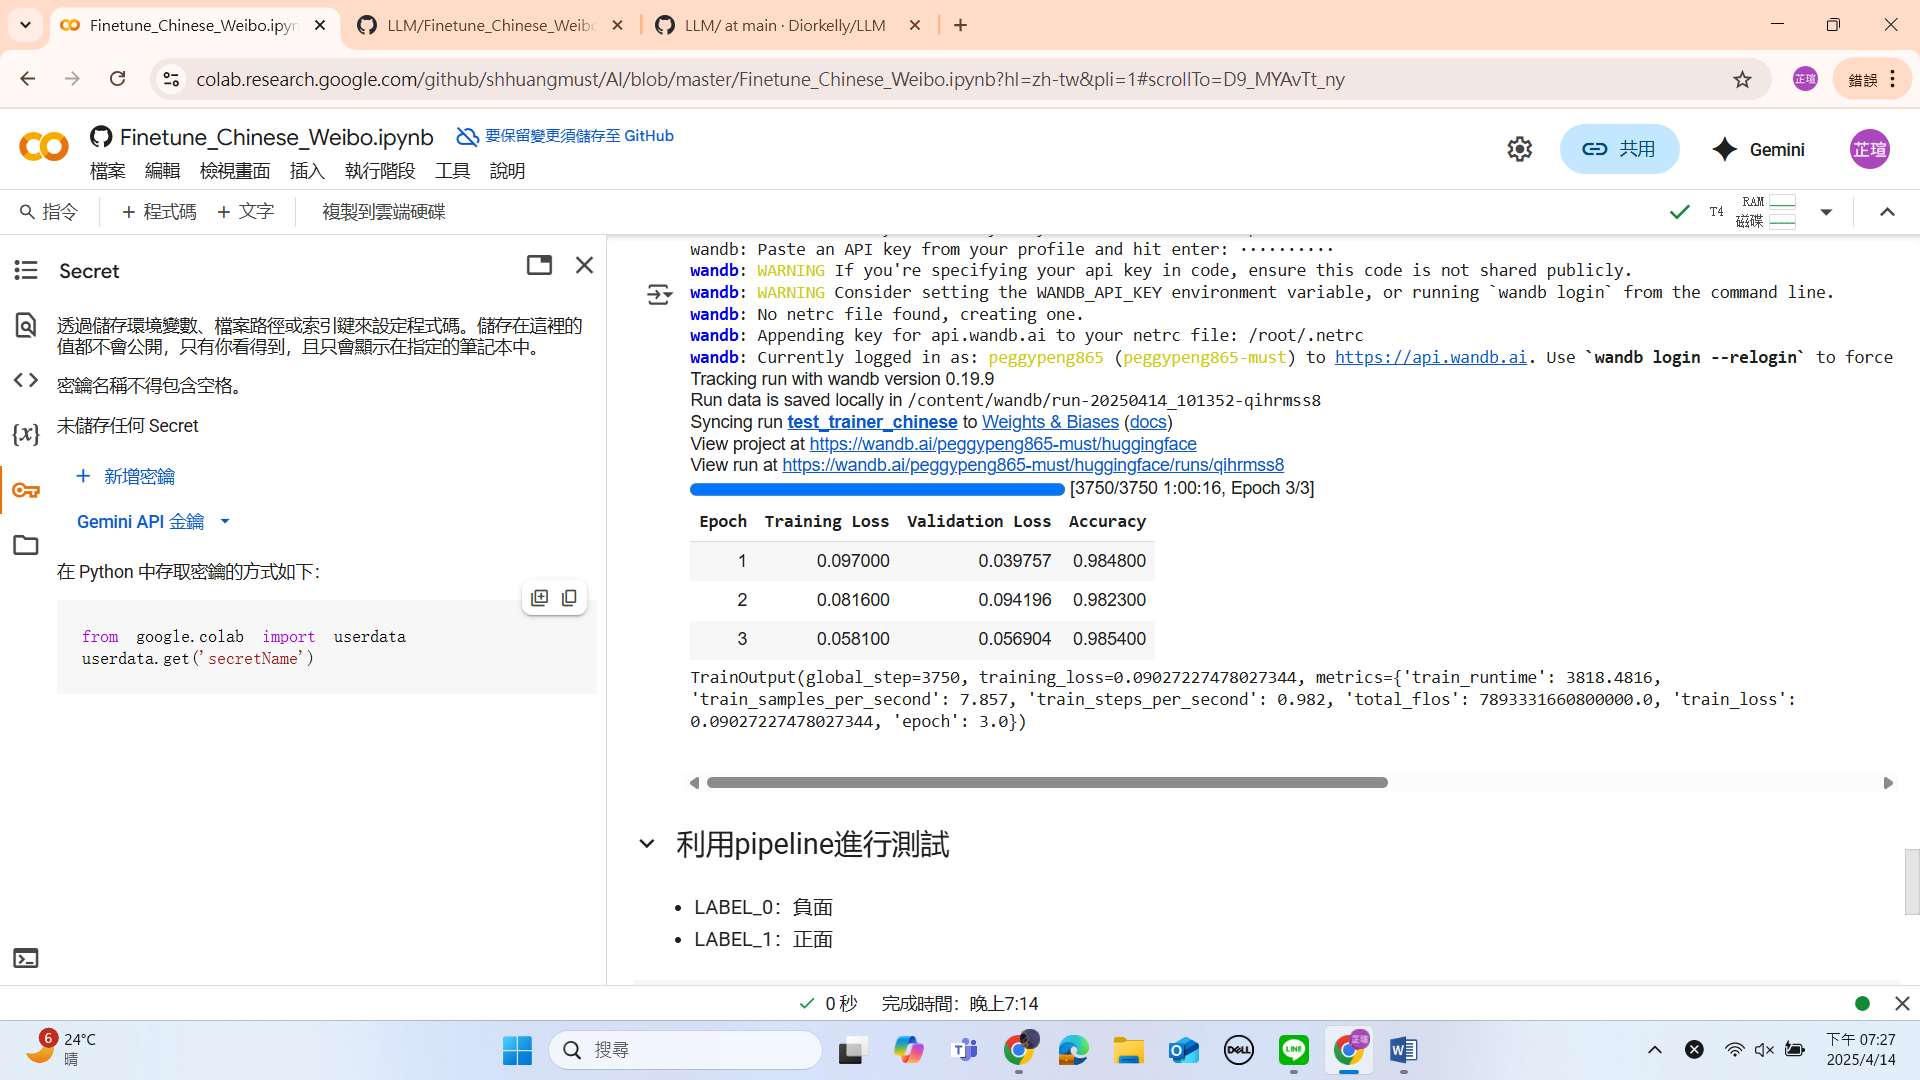 Finetune_Chinese_Weibo.ipyn
LLM/Finetune_Chinese_Weibo
LLM/ at main · Diorkelly/LLM
colab.research.google.com/github/shhuangmust/AI/blob/master/Finetune_Chinese_Weibo.ipynb?hl=zh-tw&pli=1#scrollTo=D9_MYAvTt_ny
芷瑄
錯誤
Finetune_Chinese_Weibo.ipynb
要保留變更須儲存至 GitHub
檔案 編輯 檢視畫面 插入 執行階段 工具 說明
共用
Gemini
芷瑄
指令 + 程式碼 + 文字 複製到雲端硬碟
T4
RAM
磁碟
Secret
透過儲存環境變數、檔案路徑或索引鍵來設定程式碼。儲存在這裡的
值都不會公開，只有你看得到，且只會顯示在指定的筆記本中。
密鑰名稱不得包含空格。
未儲存任何 Secret
+ 新增密鑰
Gemini API 金鑰
在 Python 中存取密鑰的方式如下：
from google.colab import userdata
userdata.get('secretName')
wandb: Paste an API key from your profile and hit enter: ··········
wandb: WARNING If you're specifying your api key in code, ensure this code is not shared publicly.
wandb: WARNING Consider setting the WANDB_API_KEY environment variable, or running `wandb login` from the command line.
wandb: No netrc file found, creating one.
wandb: Appending key for api.wandb.ai to your netrc file: /root/.netrc
wandb: Currently logged in as: peggypeng865 (peggypeng865-must) to https://api.wandb.ai. Use `wandb login --relogin` to force
Tracking run with wandb version 0.19.9
Run data is saved locally in /content/wandb/run-20250414_101352-qihrmss8
Syncing run test_trainer_chinese to Weights & Biases (docs)
View project at https://wandb.ai/peggypeng865-must/huggingface
View run at https://wandb.ai/peggypeng865-must/huggingface/runs/qihrmss8
[3750/3750 1:00:16, Epoch 3/3]
Epoch Training Loss Validation Loss Accuracy
1 0.097000 0.039757 0.984800
2 0.081600 0.094196 0.982300
3 0.058100 0.056904 0.985400
TrainOutput(global_step=3750, training_loss=0.09027227478027344, metrics={'train_runtime': 3818.4816,
'train_samples_per_second': 7.857, 'train_steps_per_second': 0.982, 'total_flos': 7893331660800000.0, 'train_loss':
0.09027227478027344, 'epoch': 3.0})
利用pipeline進行測試
• LABEL_0：負面
• LABEL_1：正面
0 秒 完成時間：晚上7:14
6
24°C
晴
搜尋
DELL
LINE
芷瑄
下午 07:27
2025/4/14